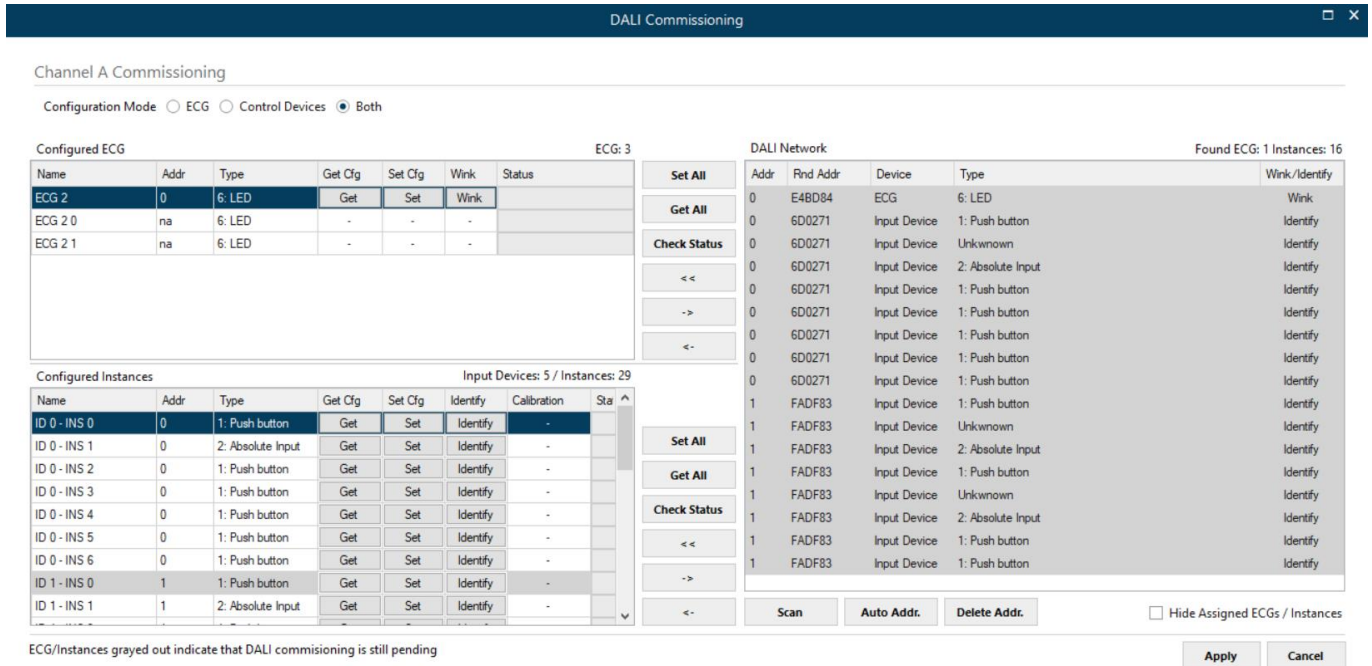 DALI Commissioning
Channel A Commissioning
Configuration Mode ECG Control Devices Both
Configured ECG ECG: 3
Name Addr Type Get Cfg Set Cfg Wink Status
ECG 2 0 6: LED Get Set Wink
ECG 2 0 na 6: LED - - -
ECG 2 1 na 6: LED - - -
Set All
Get All
Check Status
<<
->
<-
Configured Instances Input Devices: 5 / Instances: 29
Name Addr Type Get Cfg Set Cfg Identify Calibration Sta
ID 0 - INS 0 0 1: Push button Get Set Identify -
ID 0 - INS 1 0 2: Absolute Input Get Set Identify -
ID 0 - INS 2 0 1: Push button Get Set Identify -
ID 0 - INS 3 0 1: Push button Get Set Identify -
ID 0 - INS 4 0 1: Push button Get Set Identify -
ID 0 - INS 5 0 1: Push button Get Set Identify -
ID 0 - INS 6 0 1: Push button Get Set Identify -
ID 1 - INS 0 1 1: Push button Get Set Identify -
ID 1 - INS 1 1 2: Absolute Input Get Set Identify -
Set All
Get All
Check Status
<<
->
<-
DALI Network Found ECG: 1 Instances: 16
Addr Rnd Addr Device Type Wink/Identify
0 E4BD84 ECG 6: LED Wink
0 6D0271 Input Device 1: Push button Identify
0 6D0271 Input Device Unkwnown Identify
0 6D0271 Input Device 2: Absolute Input Identify
0 6D0271 Input Device 1: Push button Identify
0 6D0271 Input Device 1: Push button Identify
0 6D0271 Input Device 1: Push button Identify
0 6D0271 Input Device 1: Push button Identify
0 6D0271 Input Device 1: Push button Identify
1 FADF83 Input Device 1: Push button Identify
1 FADF83 Input Device Unkwnown Identify
1 FADF83 Input Device 2: Absolute Input Identify
1 FADF83 Input Device 1: Push button Identify
1 FADF83 Input Device Unkwnown Identify
1 FADF83 Input Device 2: Absolute Input Identify
1 FADF83 Input Device 1: Push button Identify
1 FADF83 Input Device 1: Push button Identify
Scan Auto Addr. Delete Addr. Hide Assigned ECGs / Instances
ECG/Instances grayed out indicate that DALI commisioning is still pending
Apply Cancel